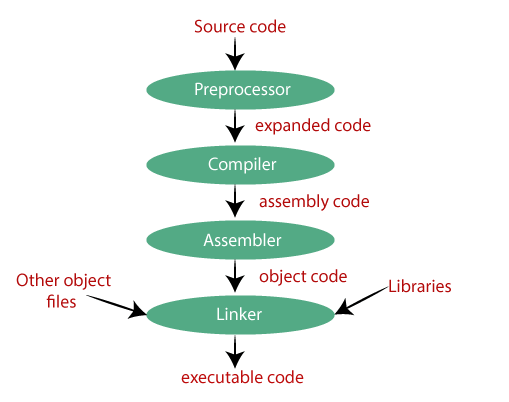 Source code
Preprocessor
expanded code
Compiler
assembly code
Assembler
object code
Other object
files
Libraries
Linker
executable code